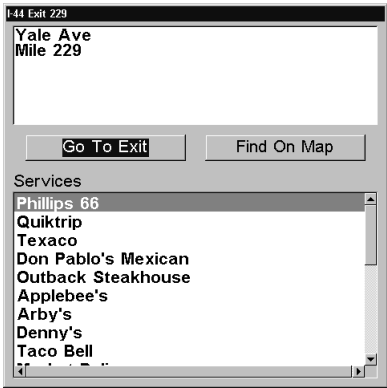 I-44 Exit 229
Yale Ave
Mile 229
Go To Exit
Find On Map
Services
Phillips 66
Quiktrip
Texaco
Don Pablo's Mexican
Outback Steakhouse
Applebee's
Arby's
Denny's
Taco Bell